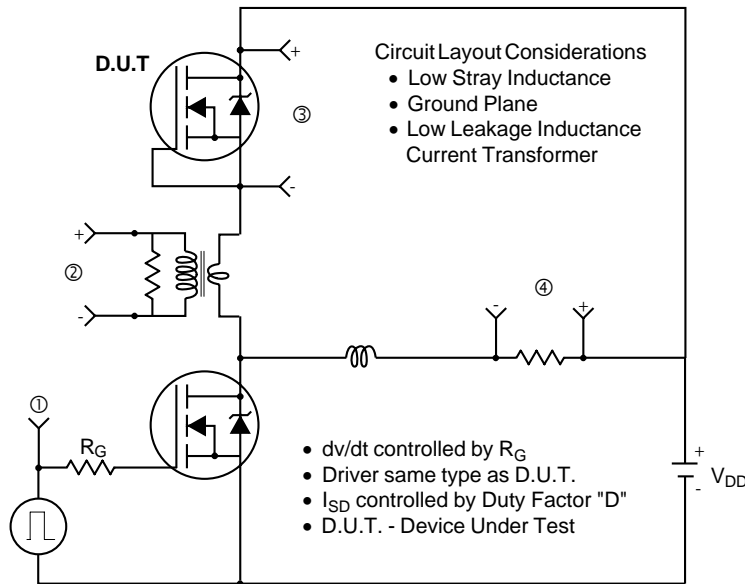 D.U.T
+
Circuit Layout Considerations
• Low Stray Inductance
• Ground Plane
• Low Leakage Inductance
Current Transformer
③
-
+
②
-
-
④
+
①
R_G
• dv/dt controlled by R_G
• Driver same type as D.U.T.
• I_SD controlled by Duty Factor "D"
• D.U.T. - Device Under Test
+
V_DD
-